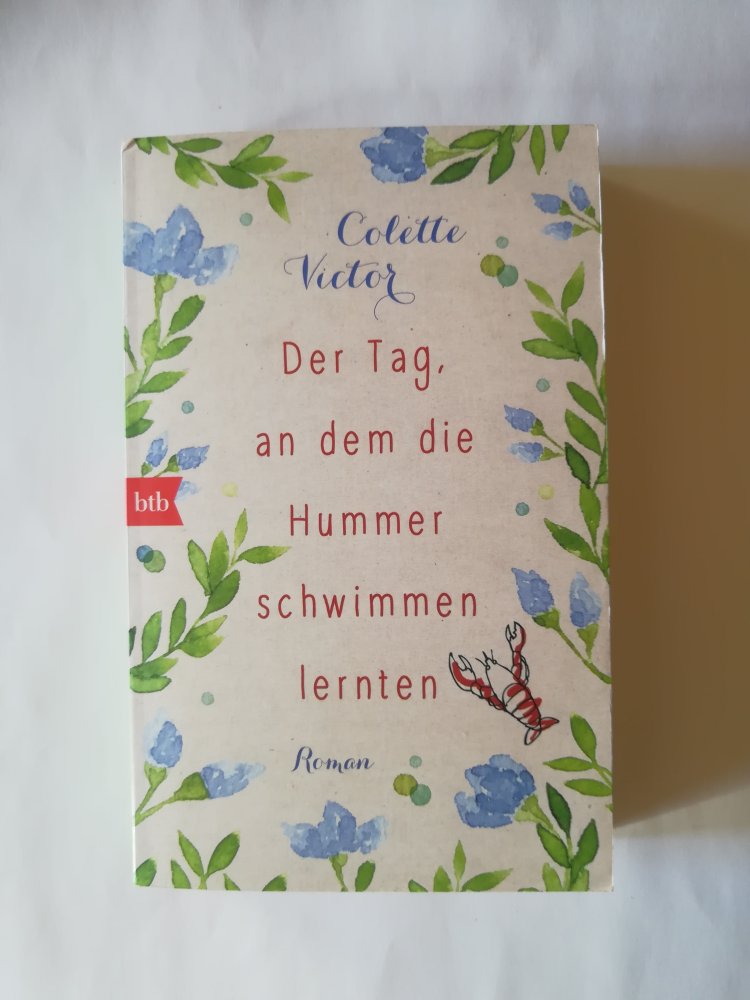 Colette
Victor
Der Tag,
an dem die
Hummer
schwimmen
lernten
btb
Roman